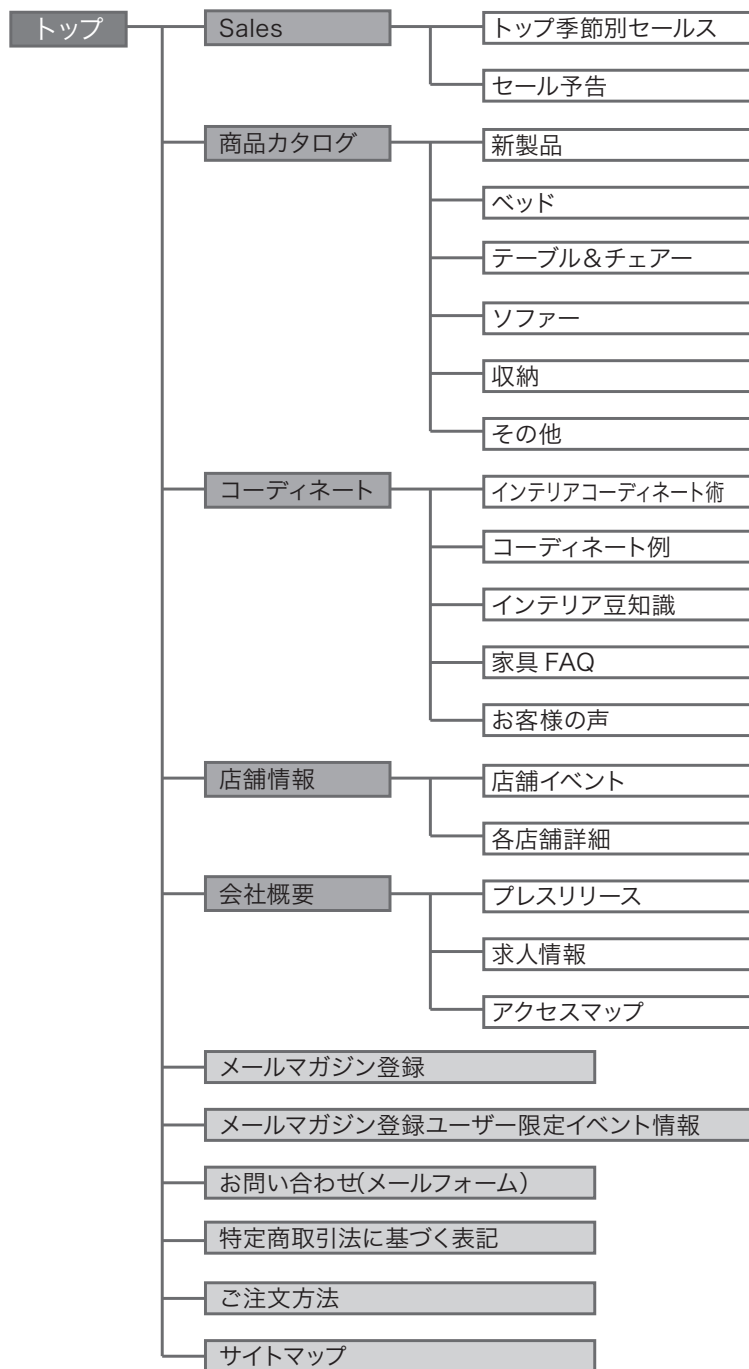 トップ
Sales
トップ季節別セールス
セール予告
商品カタログ
新製品
ベッド
テーブル＆チェアー
ソファー
収納
その他
コーディネート
インテリアコーディネート術
コーディネート例
インテリア豆知識
家具 FAQ
お客様の声
店舗情報
店舗イベント
各店舗詳細
会社概要
プレスリリース
求人情報
アクセスマップ
メールマガジン登録
メールマガジン登録ユーザー限定イベント情報
お問い合わせ(メールフォーム）
特定商取引法に基づく表記
ご注文方法
サイトマップ